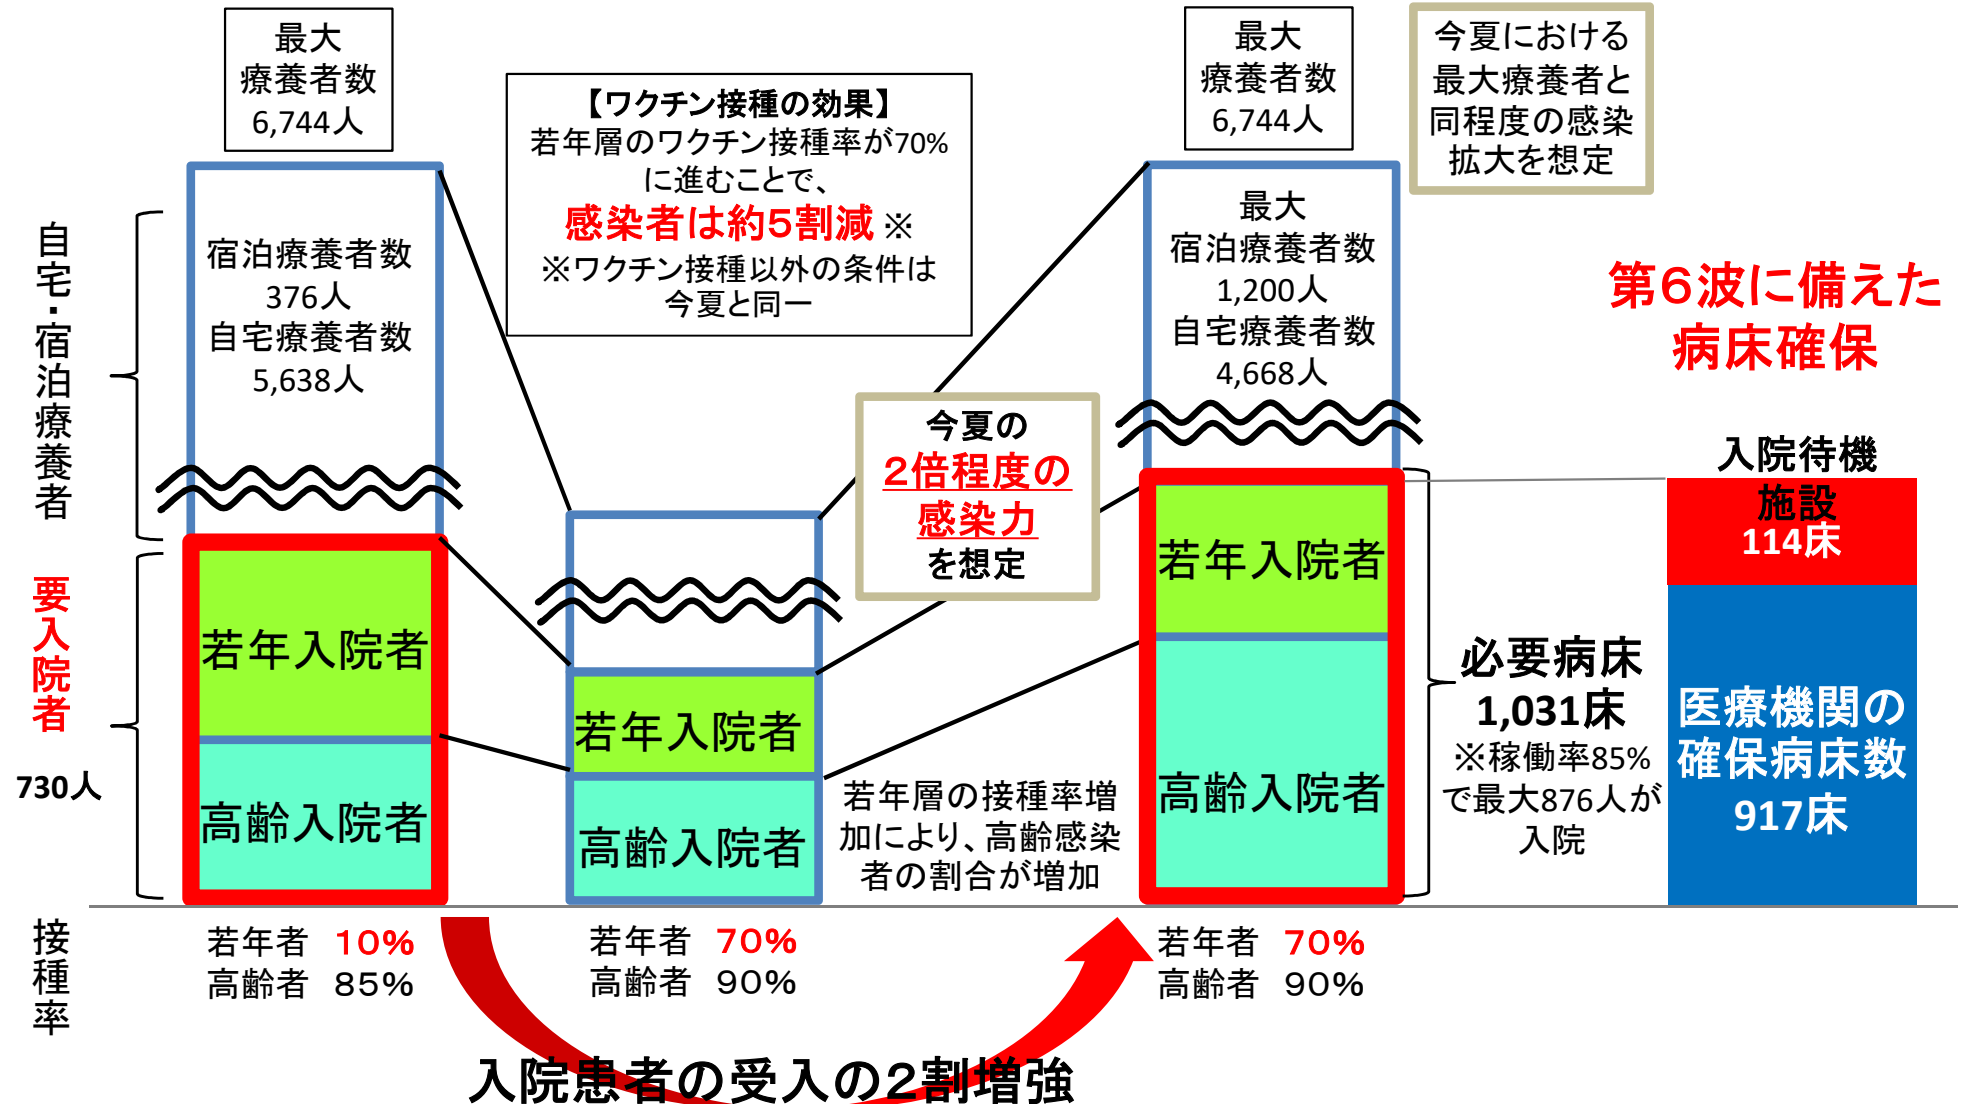 最大
療養者数
6,744人
【ワクチン接種の効果】
若年層のワクチン接種率が70%
に進むことで、
感染者は約5割減 ※
※ワクチン接種以外の条件は
今夏と同一
最大
療養者数
6,744人
今夏における
最大療養者と
同程度の感染
拡大を想定
自宅・宿泊療養者
宿泊療養者数
376人
自宅療養者数
5,638人
最大
宿泊療養者数
1,200人
自宅療養者数
4,668人
第6波に備えた
病床確保
今夏の
2倍程度の
感染力
を想定
入院待機
施設
114床
要入院者
730人
若年入院者
高齢入院者
若年入院者
高齢入院者
若年層の接種率増
加により、高齢感染
者の割合が増加
若年入院者
高齢入院者
必要病床
1,031床
※稼働率85%
で最大876人が
入院
医療機関の
確保病床数
917床
接種率
若年者 10%
高齢者 85%
若年者 70%
高齢者 90%
若年者 70%
高齢者 90%
入院患者の受入の2割増強